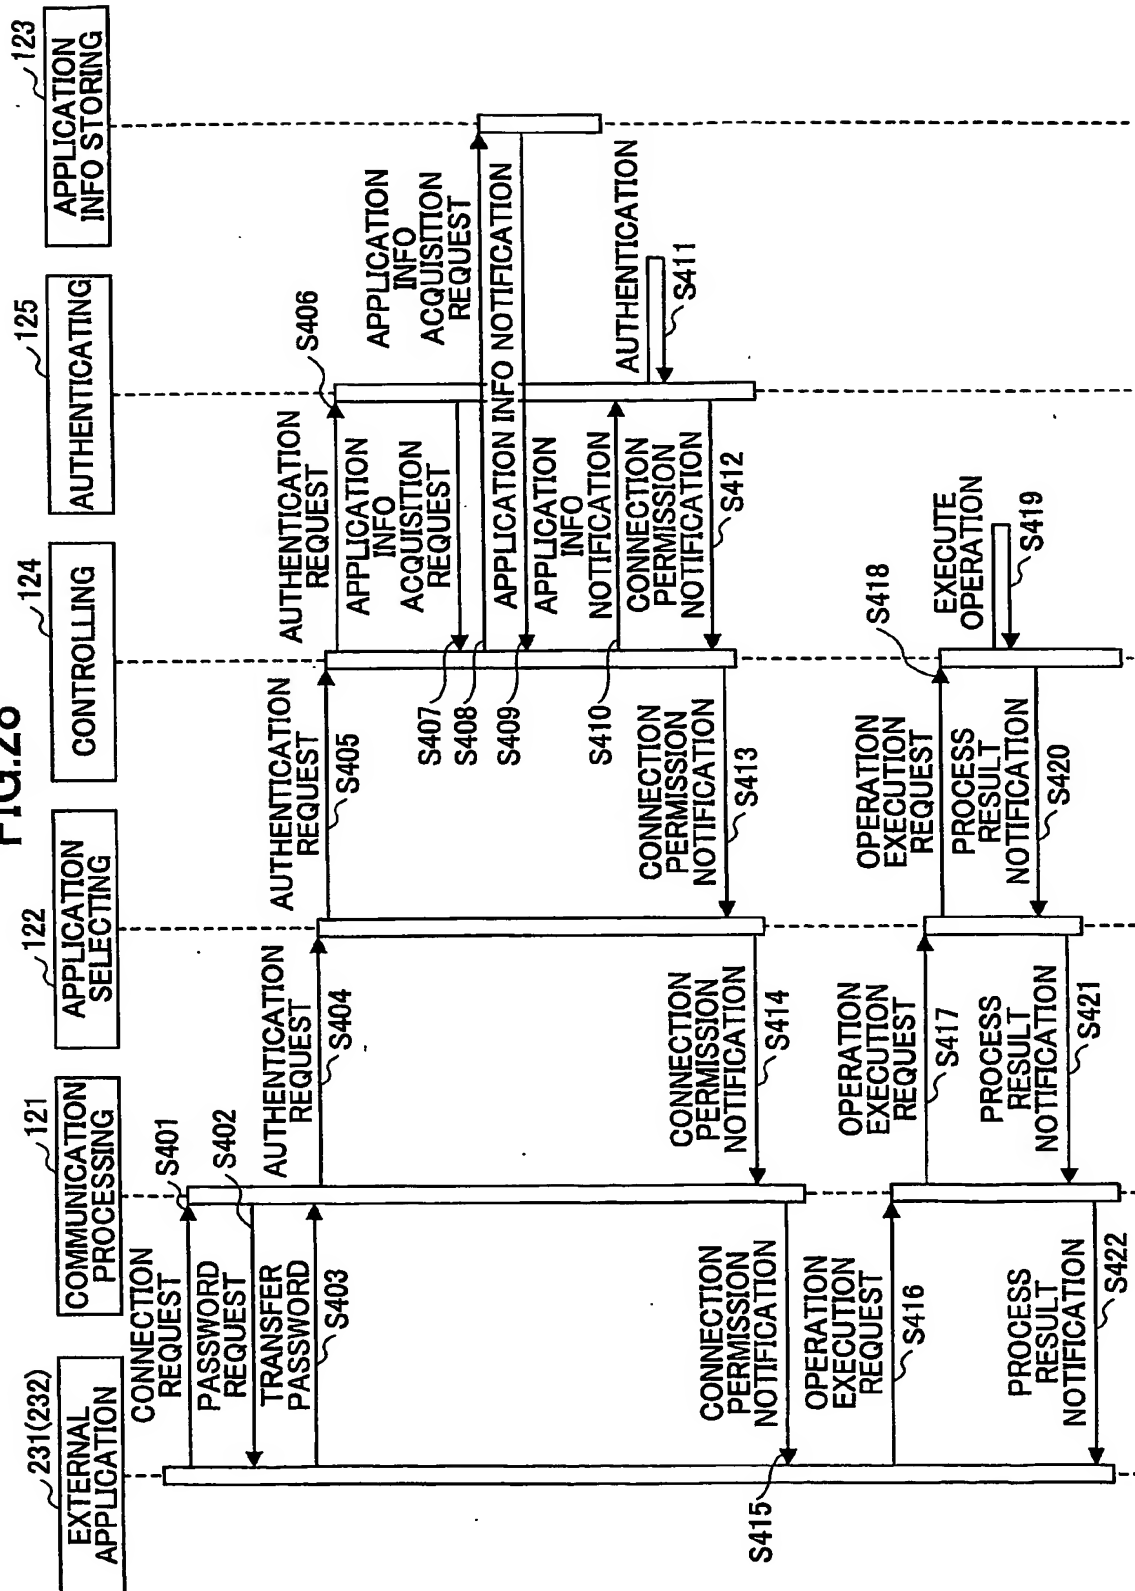 FIG.28
231(232)
EXTERNAL
APPLICATION
121
COMMUNICATION
PROCESSING
122
APPLICATION
SELECTING
124
CONTROLLING
125
AUTHENTICATING
123
APPLICATION
INFO STORING
CONNECTION
REQUEST
S401
PASSWORD
REQUEST
S402
TRANSFER
PASSWORD
S403
AUTHENTICATION
REQUEST
S404
AUTHENTICATION
REQUEST
S405
AUTHENTICATION
REQUEST
S406
APPLICATION
INFO
ACQUISITION
REQUEST
S407
APPLICATION
INFO
ACQUISITION
REQUEST
S408
APPLICATION INFO NOTIFICATION
S409
APPLICATION
INFO
NOTIFICATION
S410
AUTHENTICATION
S411
CONNECTION
PERMISSION
NOTIFICATION
S412
CONNECTION
PERMISSION
NOTIFICATION
S413
CONNECTION
PERMISSION
NOTIFICATION
S414
CONNECTION
PERMISSION
NOTIFICATION
S415
OPERATION
EXECUTION
REQUEST
S416
OPERATION
EXECUTION
REQUEST
S417
OPERATION
EXECUTION
REQUEST
S418
EXECUTE
OPERATION
S419
PROCESS
RESULT
NOTIFICATION
S420
PROCESS
RESULT
NOTIFICATION
S421
PROCESS
RESULT
NOTIFICATION
S422